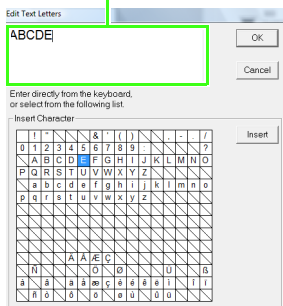 Edit Text Letters
ABCDE
OK
Cancel
Enter directly from the keyboard,
or select from the following list.
Insert Character
Insert
! " & ' ( ) , - . /
0 1 2 3 4 5 6 7 8 9 : ?
A B C D E F G H I J K L M N O
P Q R S T U V W X Y Z
a b c d e f g h i j k l m n o
p q r s t u v w x y z
Ä Å Æ Ç
Ñ Ö Ø Ü ß
à á ä å æ ç è é ê ë ì í
ñ ò ö ø ú û ü